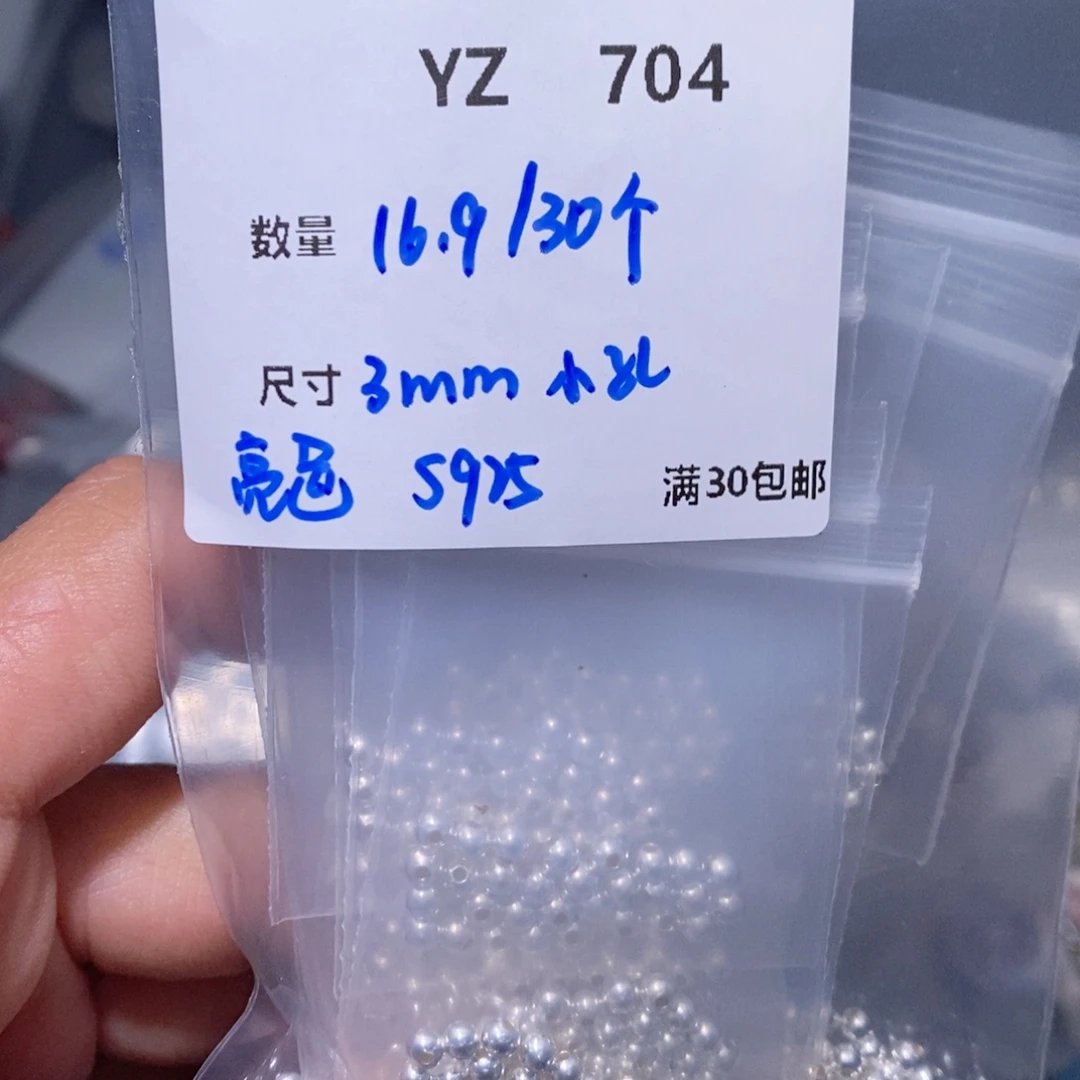 YZ 704
数量 16.9/30个
尺寸 3mm 小孔
亮色 S925 满30包邮